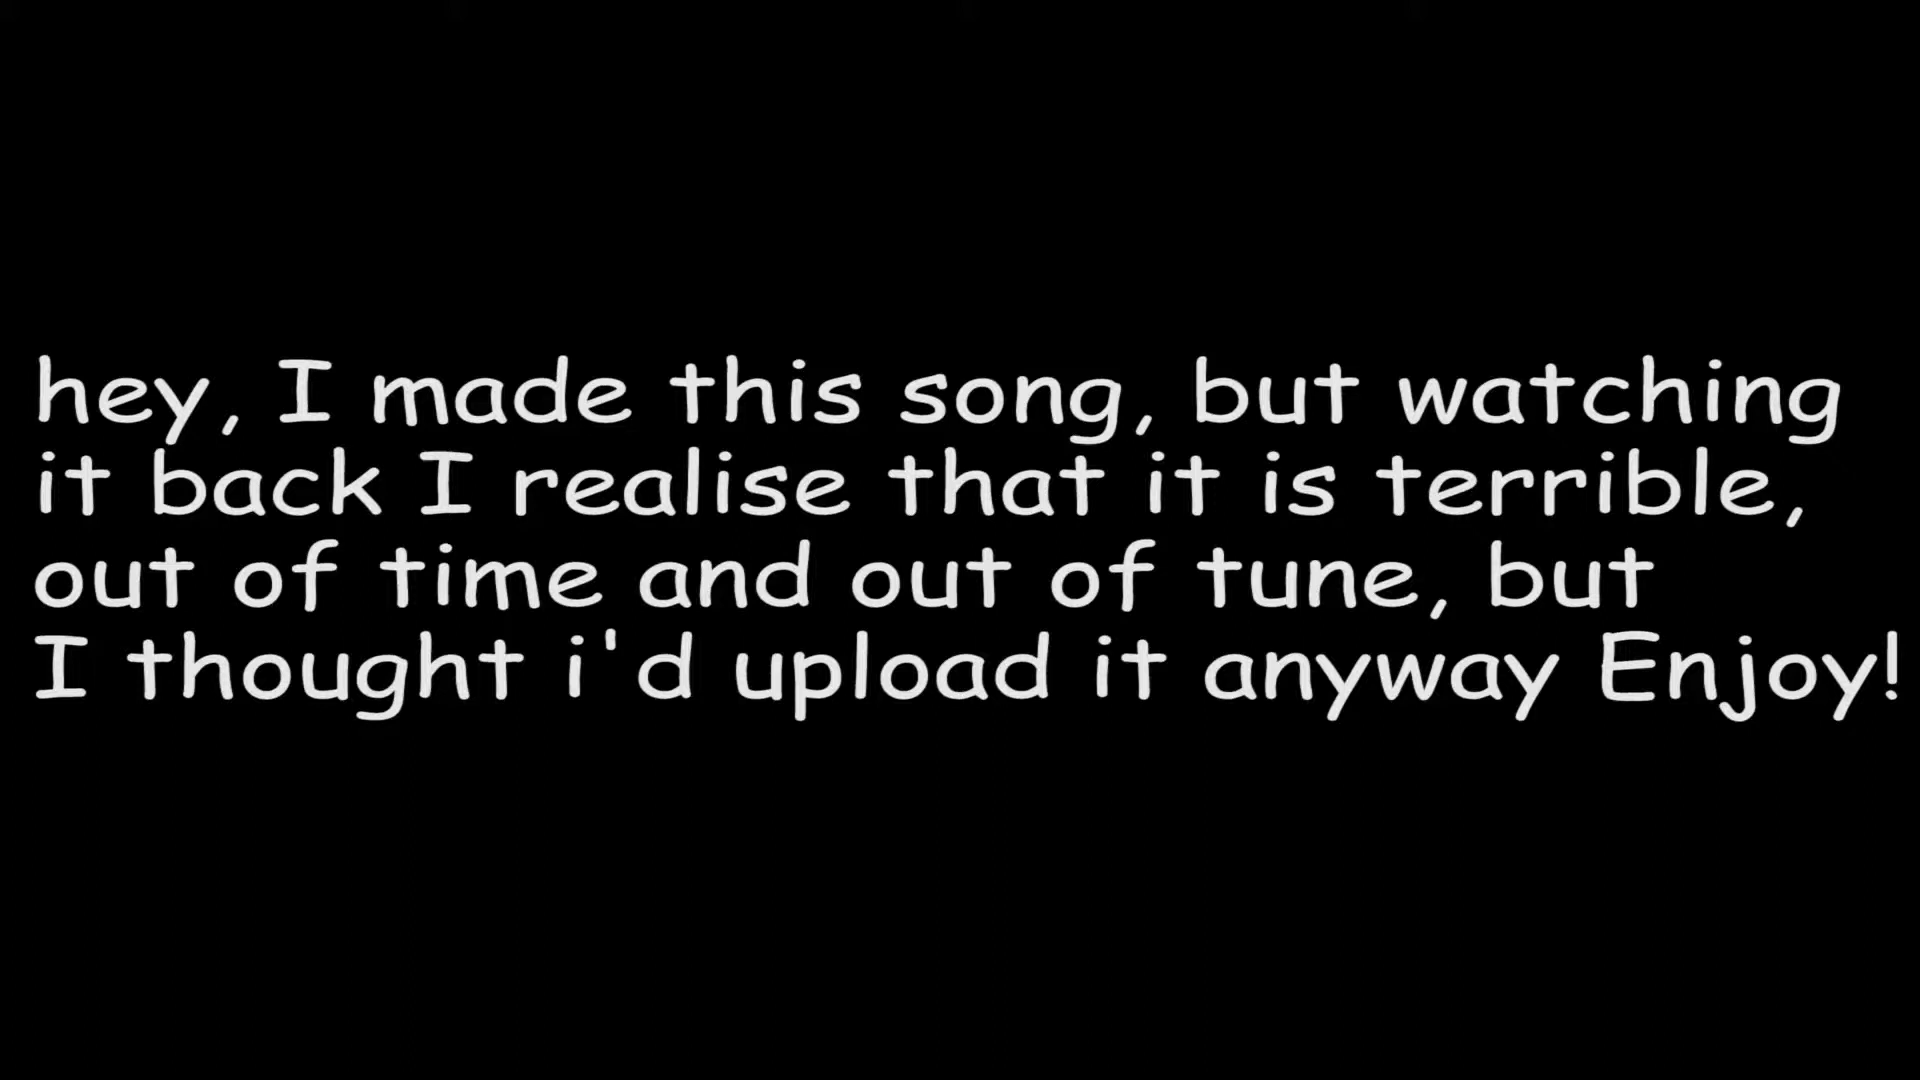 hey, I made this song, but watching
it back I realise that it is terrible,
out of time and out of tune, but
I thought i'd upload it anyway Enjoy!